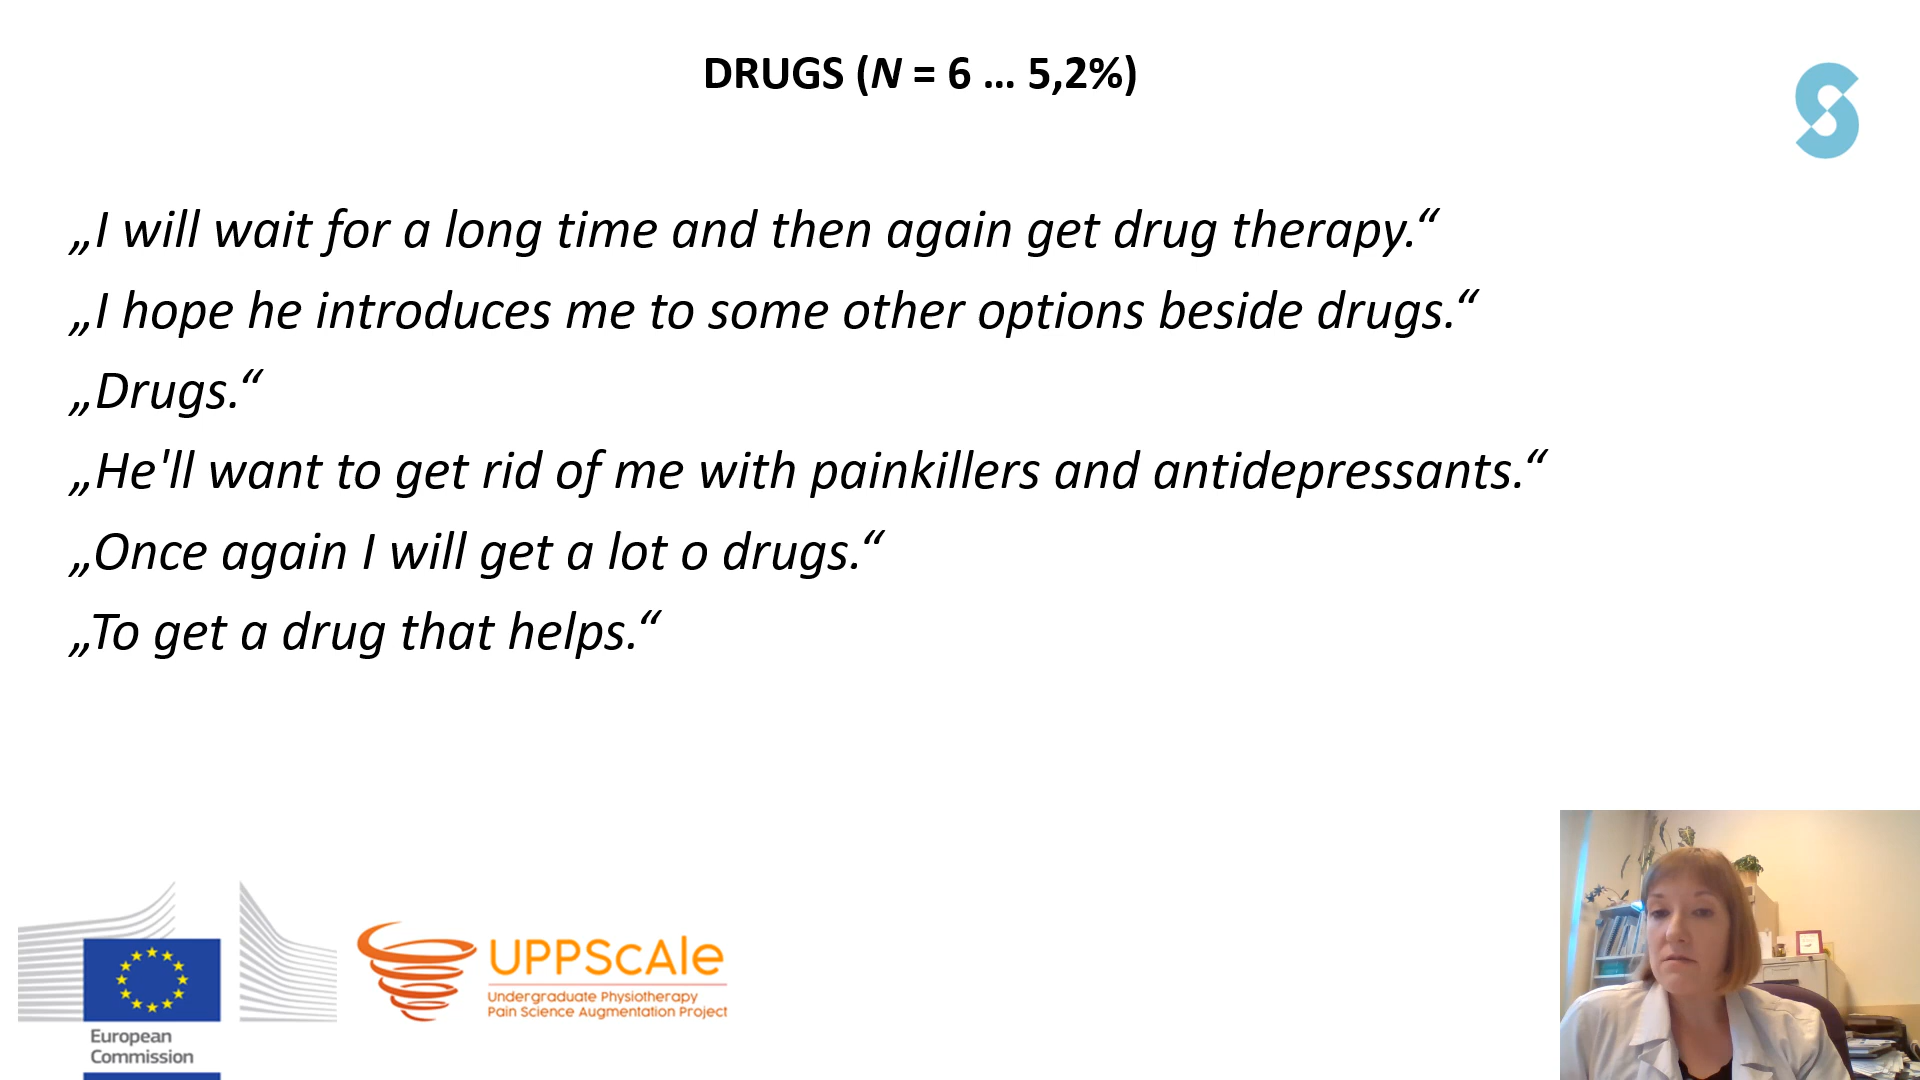 DRUGS (N = 6 … 5,2%)
„I will wait for a long time and then again get drug therapy.“
„I hope he introduces me to some other options beside drugs.“
„Drugs.“
„He'll want to get rid of me with painkillers and antidepressants.“
„Once again I will get a lot o drugs.“
„To get a drug that helps.“
European
Commission
UPPScAle
Undergraduate Physiotherapy
Pain Science Augmentation Project